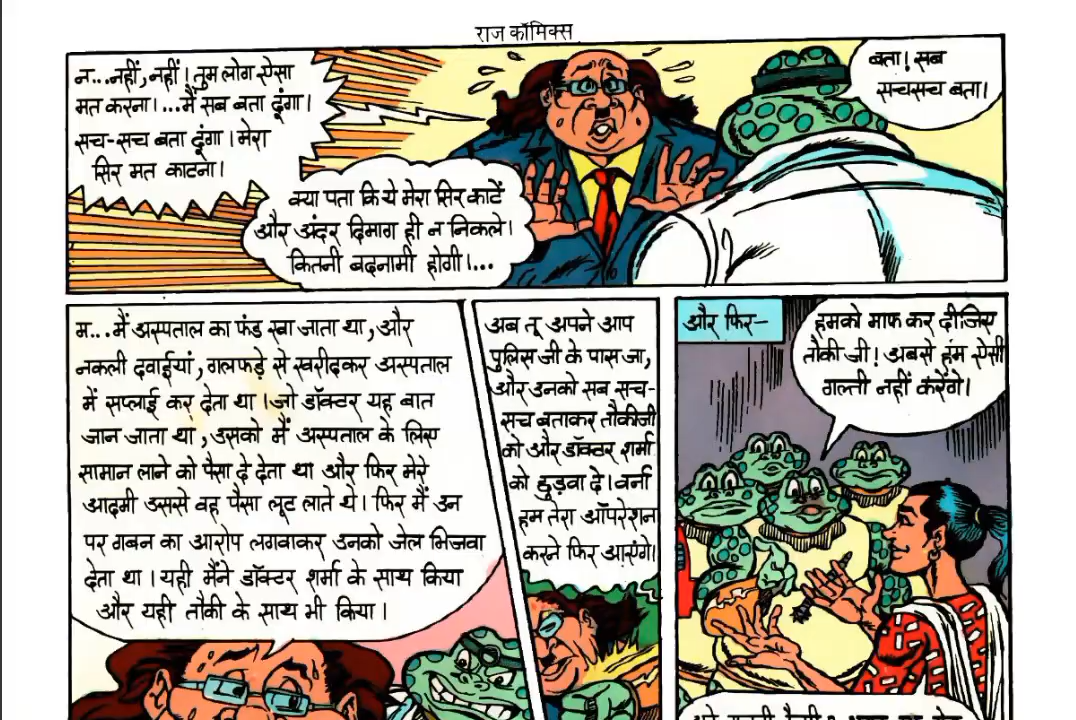 राज कॉमिक्स
न...नहीं, नहीं! तुम लोग ऐसा
मत करना।...मैं सब बता दूंगा।
सच-सच बता दूंगा। मेरा
सिर मत काटना।
क्या पता कि ये मेरा सिर काटें
और अंदर दिमाग ही न निकले।
कितनी बदनामी होगी।...
बता! सब
सचसच बता।
म...मैं अस्पताल का फंड खा जाता था, और
नकली दवाईयां, गलफड़े से खरीदकर अस्पताल
में सप्लाई कर देता था। जो डॉक्टर यह बात
जान जाता था, उसको मैं अस्पताल के लिए
सामान लाने को पैसा दे देता था और फिर मेरे
आदमी उससे वह पैसा लूट लाते थे। फिर मैं उन
पर गबन का आरोप लगवाकर उनको जेल भिजवा
देता था। यही मैंने डॉक्टर शर्मा के साथ किया
और यही तौकी के साथ भी किया।
अब तू अपने आप
पुलिस जी के पास जा,
और उनको सब सच-
सच बताकर तौकीजी
को और डॉक्टर शर्मा
को छुड़वा दे। वर्ना
हम तेरा ऑपरेशन
करने फिर आएंगे।
और फिर-
हमको माफ कर दीजिए
तौकी जी! अबसे हम ऐसी
गल्ती नहीं करेंगे।